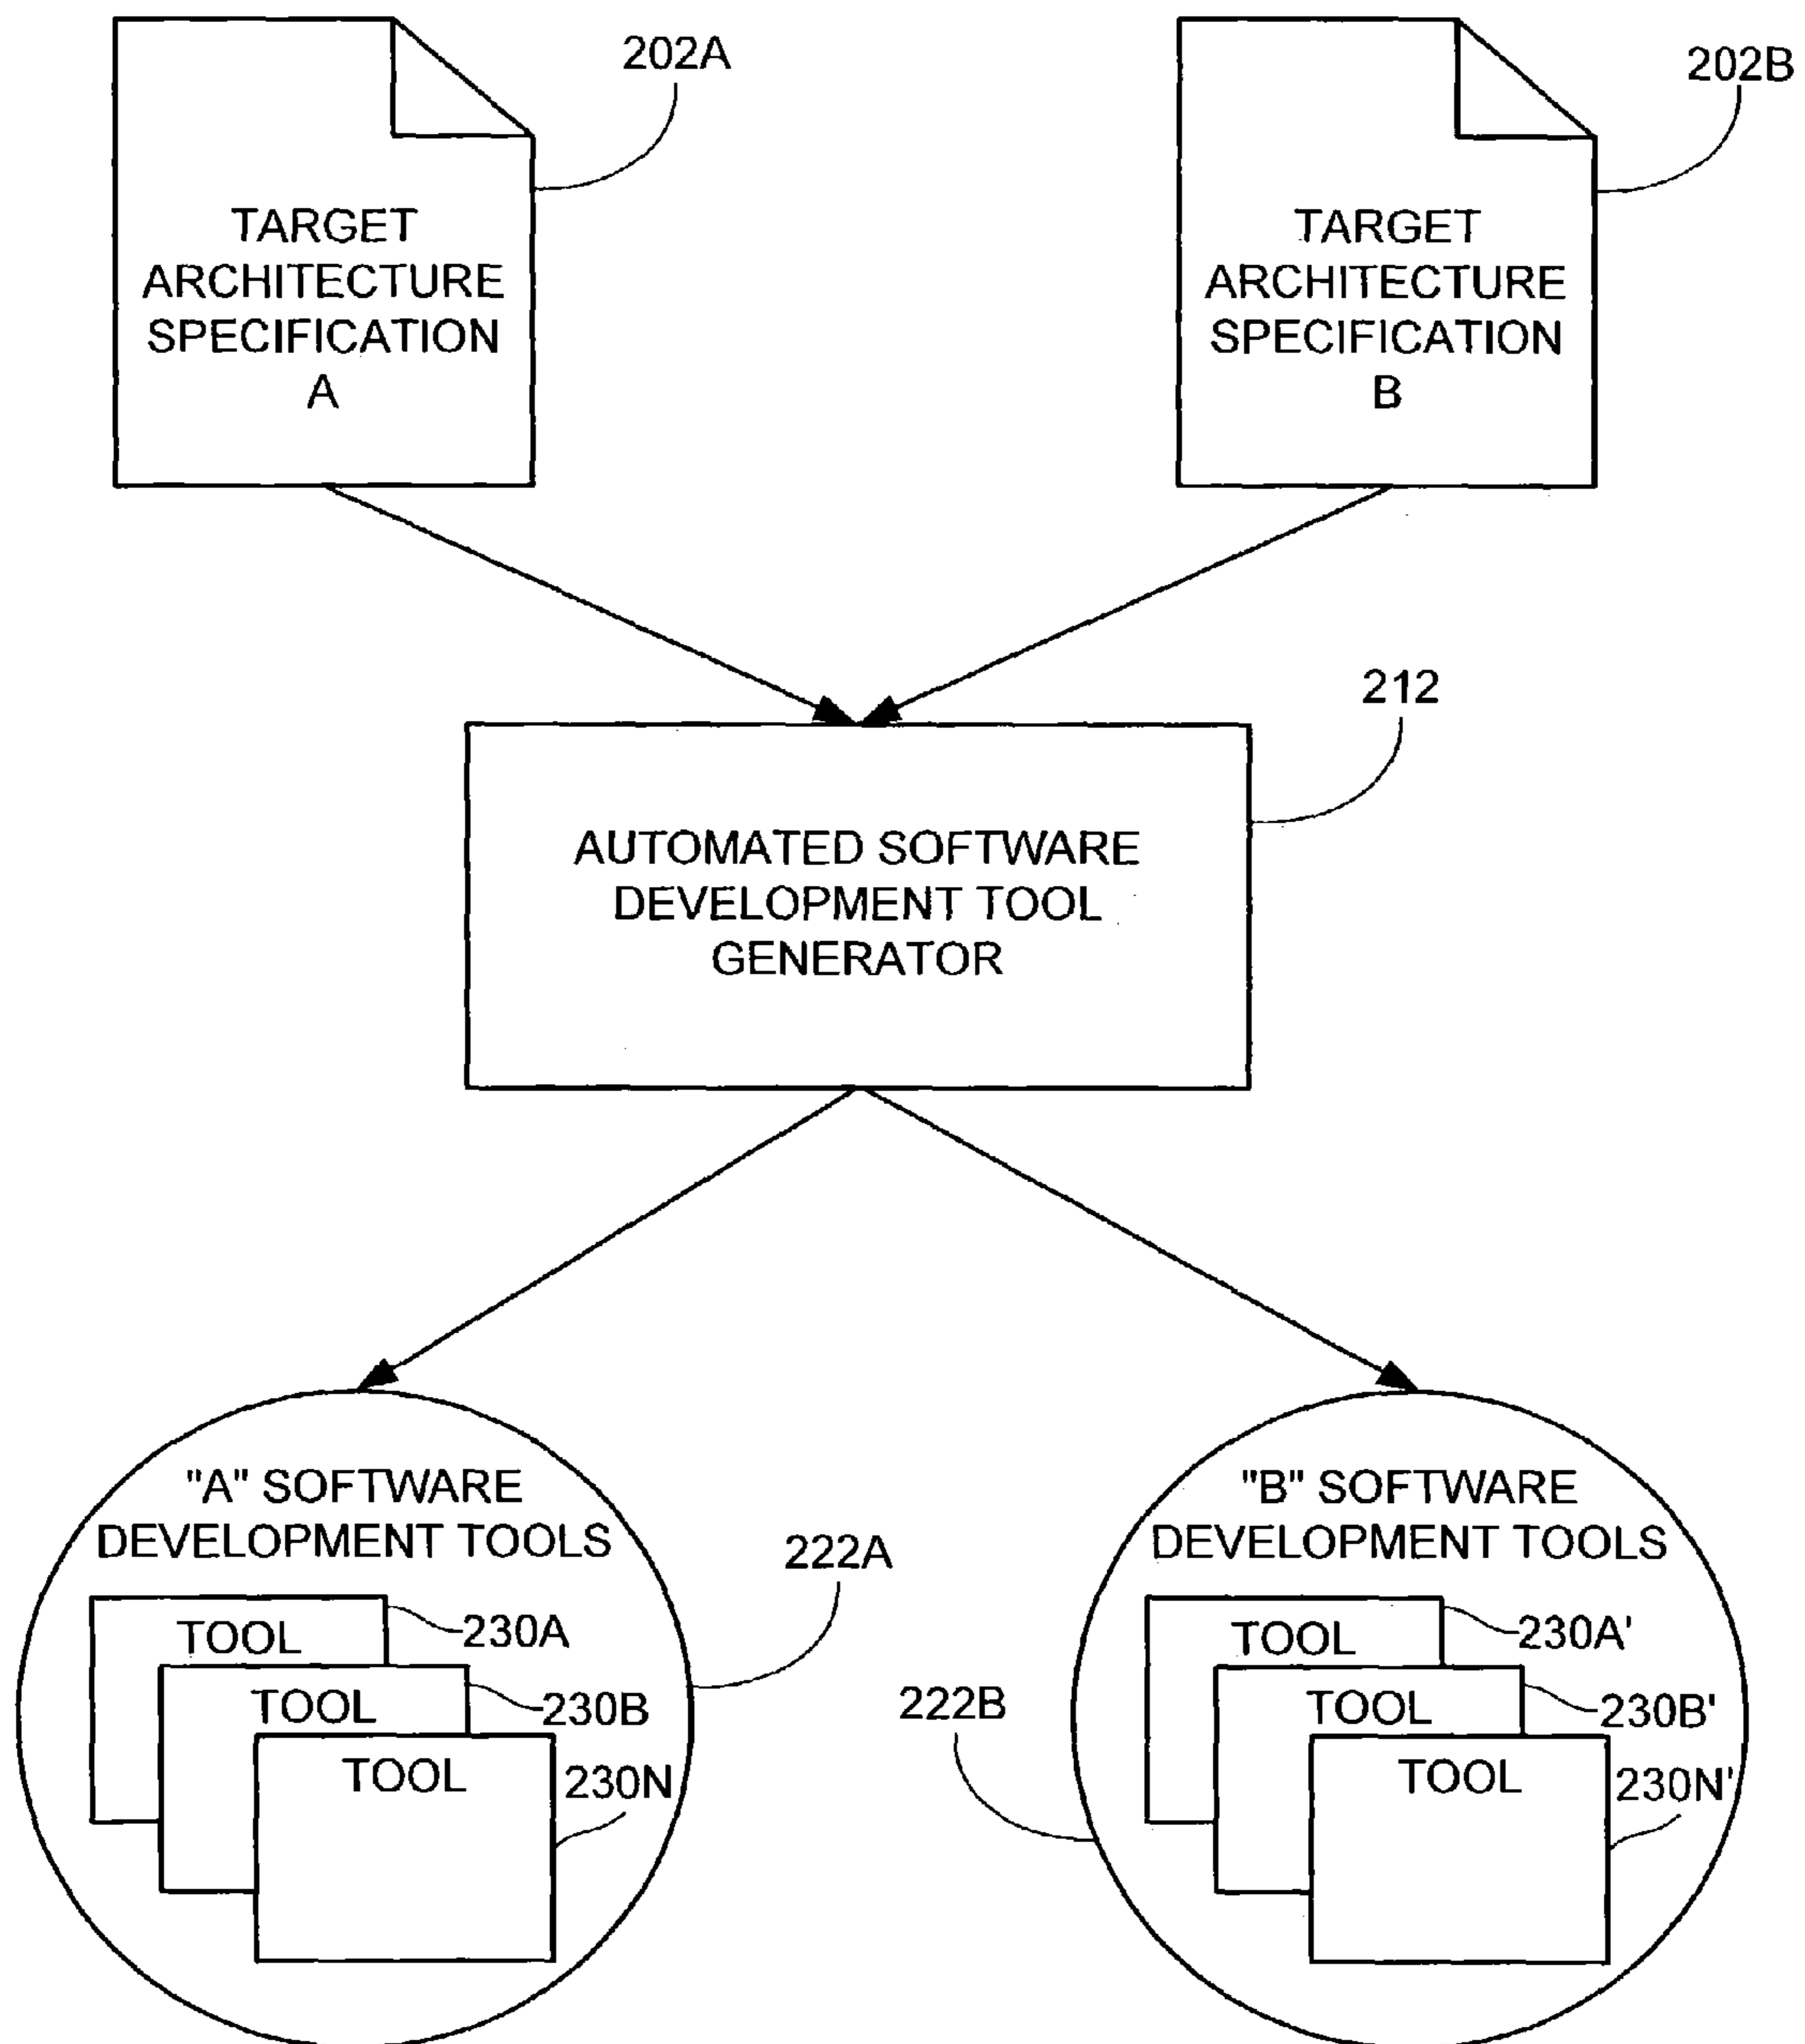 202A
202B
TARGET
ARCHITECTURE
SPECIFICATION
A
TARGET
ARCHITECTURE
SPECIFICATION
B
212
AUTOMATED SOFTWARE
DEVELOPMENT TOOL
GENERATOR
"A" SOFTWARE
DEVELOPMENT TOOLS
222A
TOOL
230A
TOOL
230B
TOOL
230N
"B" SOFTWARE
DEVELOPMENT TOOLS
222B
TOOL
230A'
TOOL
230B'
TOOL
230N'